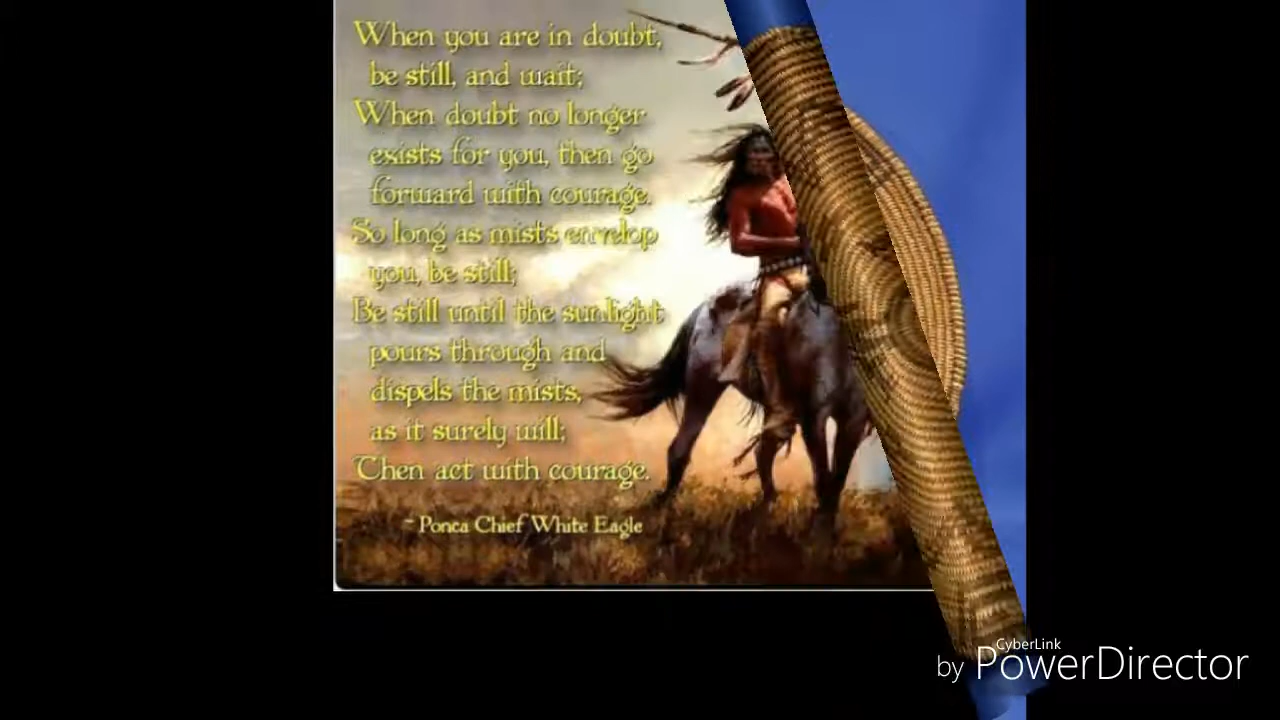 When you are in doubt,
be still, and wait;
When doubt no longer
exists for you, then go
forward with courage.
So long as mists envelop
you, be still;
Be still until the sunlight
pours through and
dispels the mists,
as it surely will;
Then act with courage.
~ Ponca Chief White Eagle
CyberLink
by PowerDirector